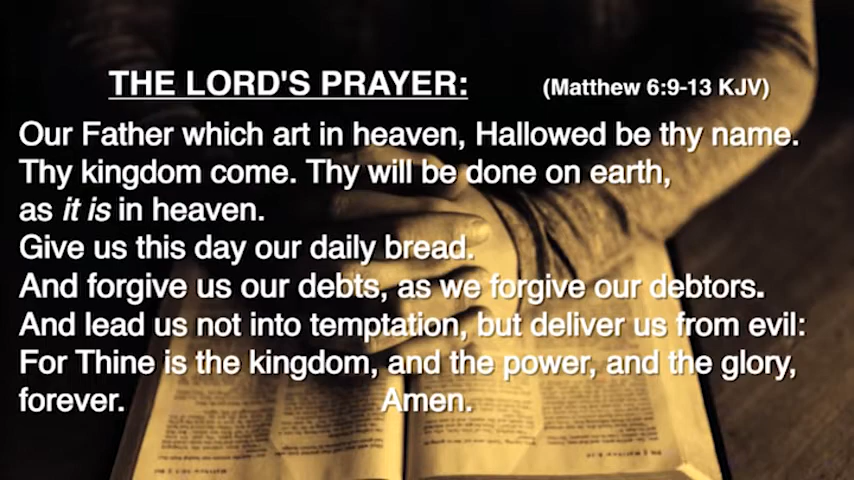 THE LORD'S PRAYER: (Matthew 6:9-13 KJV)
Our Father which art in heaven, Hallowed be thy name.
Thy kingdom come. Thy will be done on earth,
as it is in heaven.
Give us this day our daily bread.
And forgive us our debts, as we forgive our debtors.
And lead us not into temptation, but deliver us from evil:
For Thine is the kingdom, and the power, and the glory,
forever. Amen.